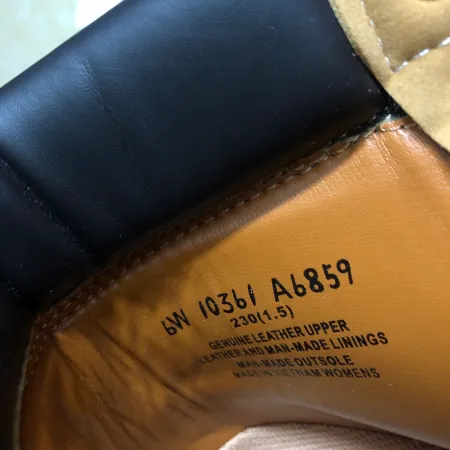 6W 10361 A6859
230(1.5)
GENUINE LEATHER UPPER
LEATHER AND MAN-MADE LININGS
MAN-MADE OUTSOLE
MADE IN VIETNAM WOMENS